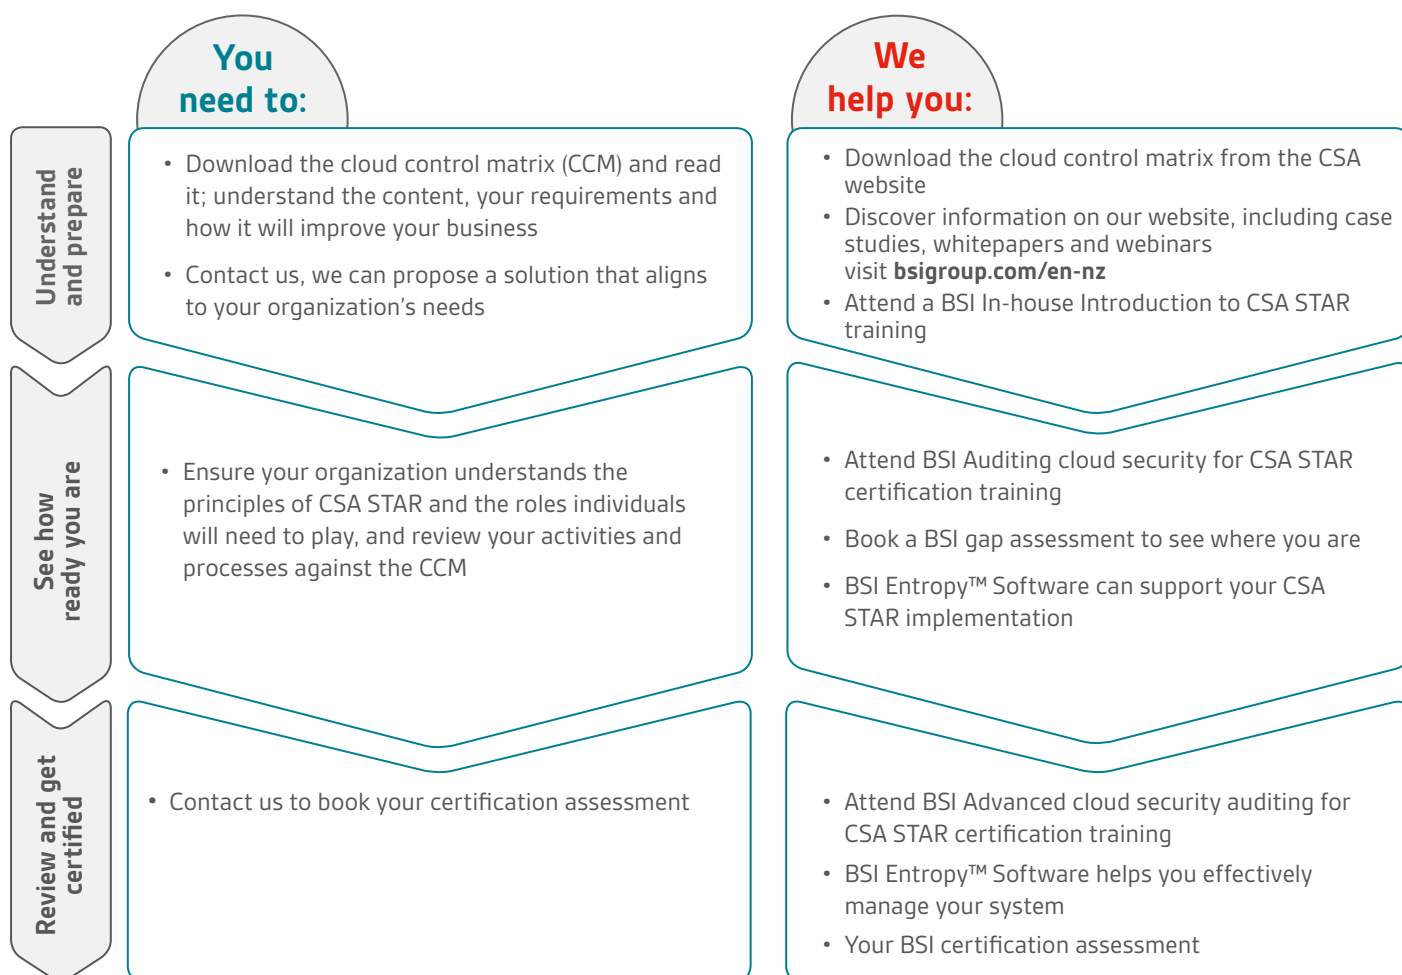 You
need to:
We
help you:
Understand
and prepare
• Download the cloud control matrix (CCM) and read
it; understand the content, your requirements and
how it will improve your business
• Contact us, we can propose a solution that aligns
to your organization’s needs
• Download the cloud control matrix from the CSA
website
• Discover information on our website, including case
studies, whitepapers and webinars
visit bsigroup.com/en-nz
• Attend a BSI In-house Introduction to CSA STAR
training
See how
ready you are
• Ensure your organization understands the
principles of CSA STAR and the roles individuals
will need to play, and review your activities and
processes against the CCM
• Attend BSI Auditing cloud security for CSA STAR
certification training
• Book a BSI gap assessment to see where you are
• BSI Entropy™ Software can support your CSA
STAR implementation
Review and get
certified
• Contact us to book your certification assessment
• Attend BSI Advanced cloud security auditing for
CSA STAR certification training
• BSI Entropy™ Software helps you effectively
manage your system
• Your BSI certification assessment